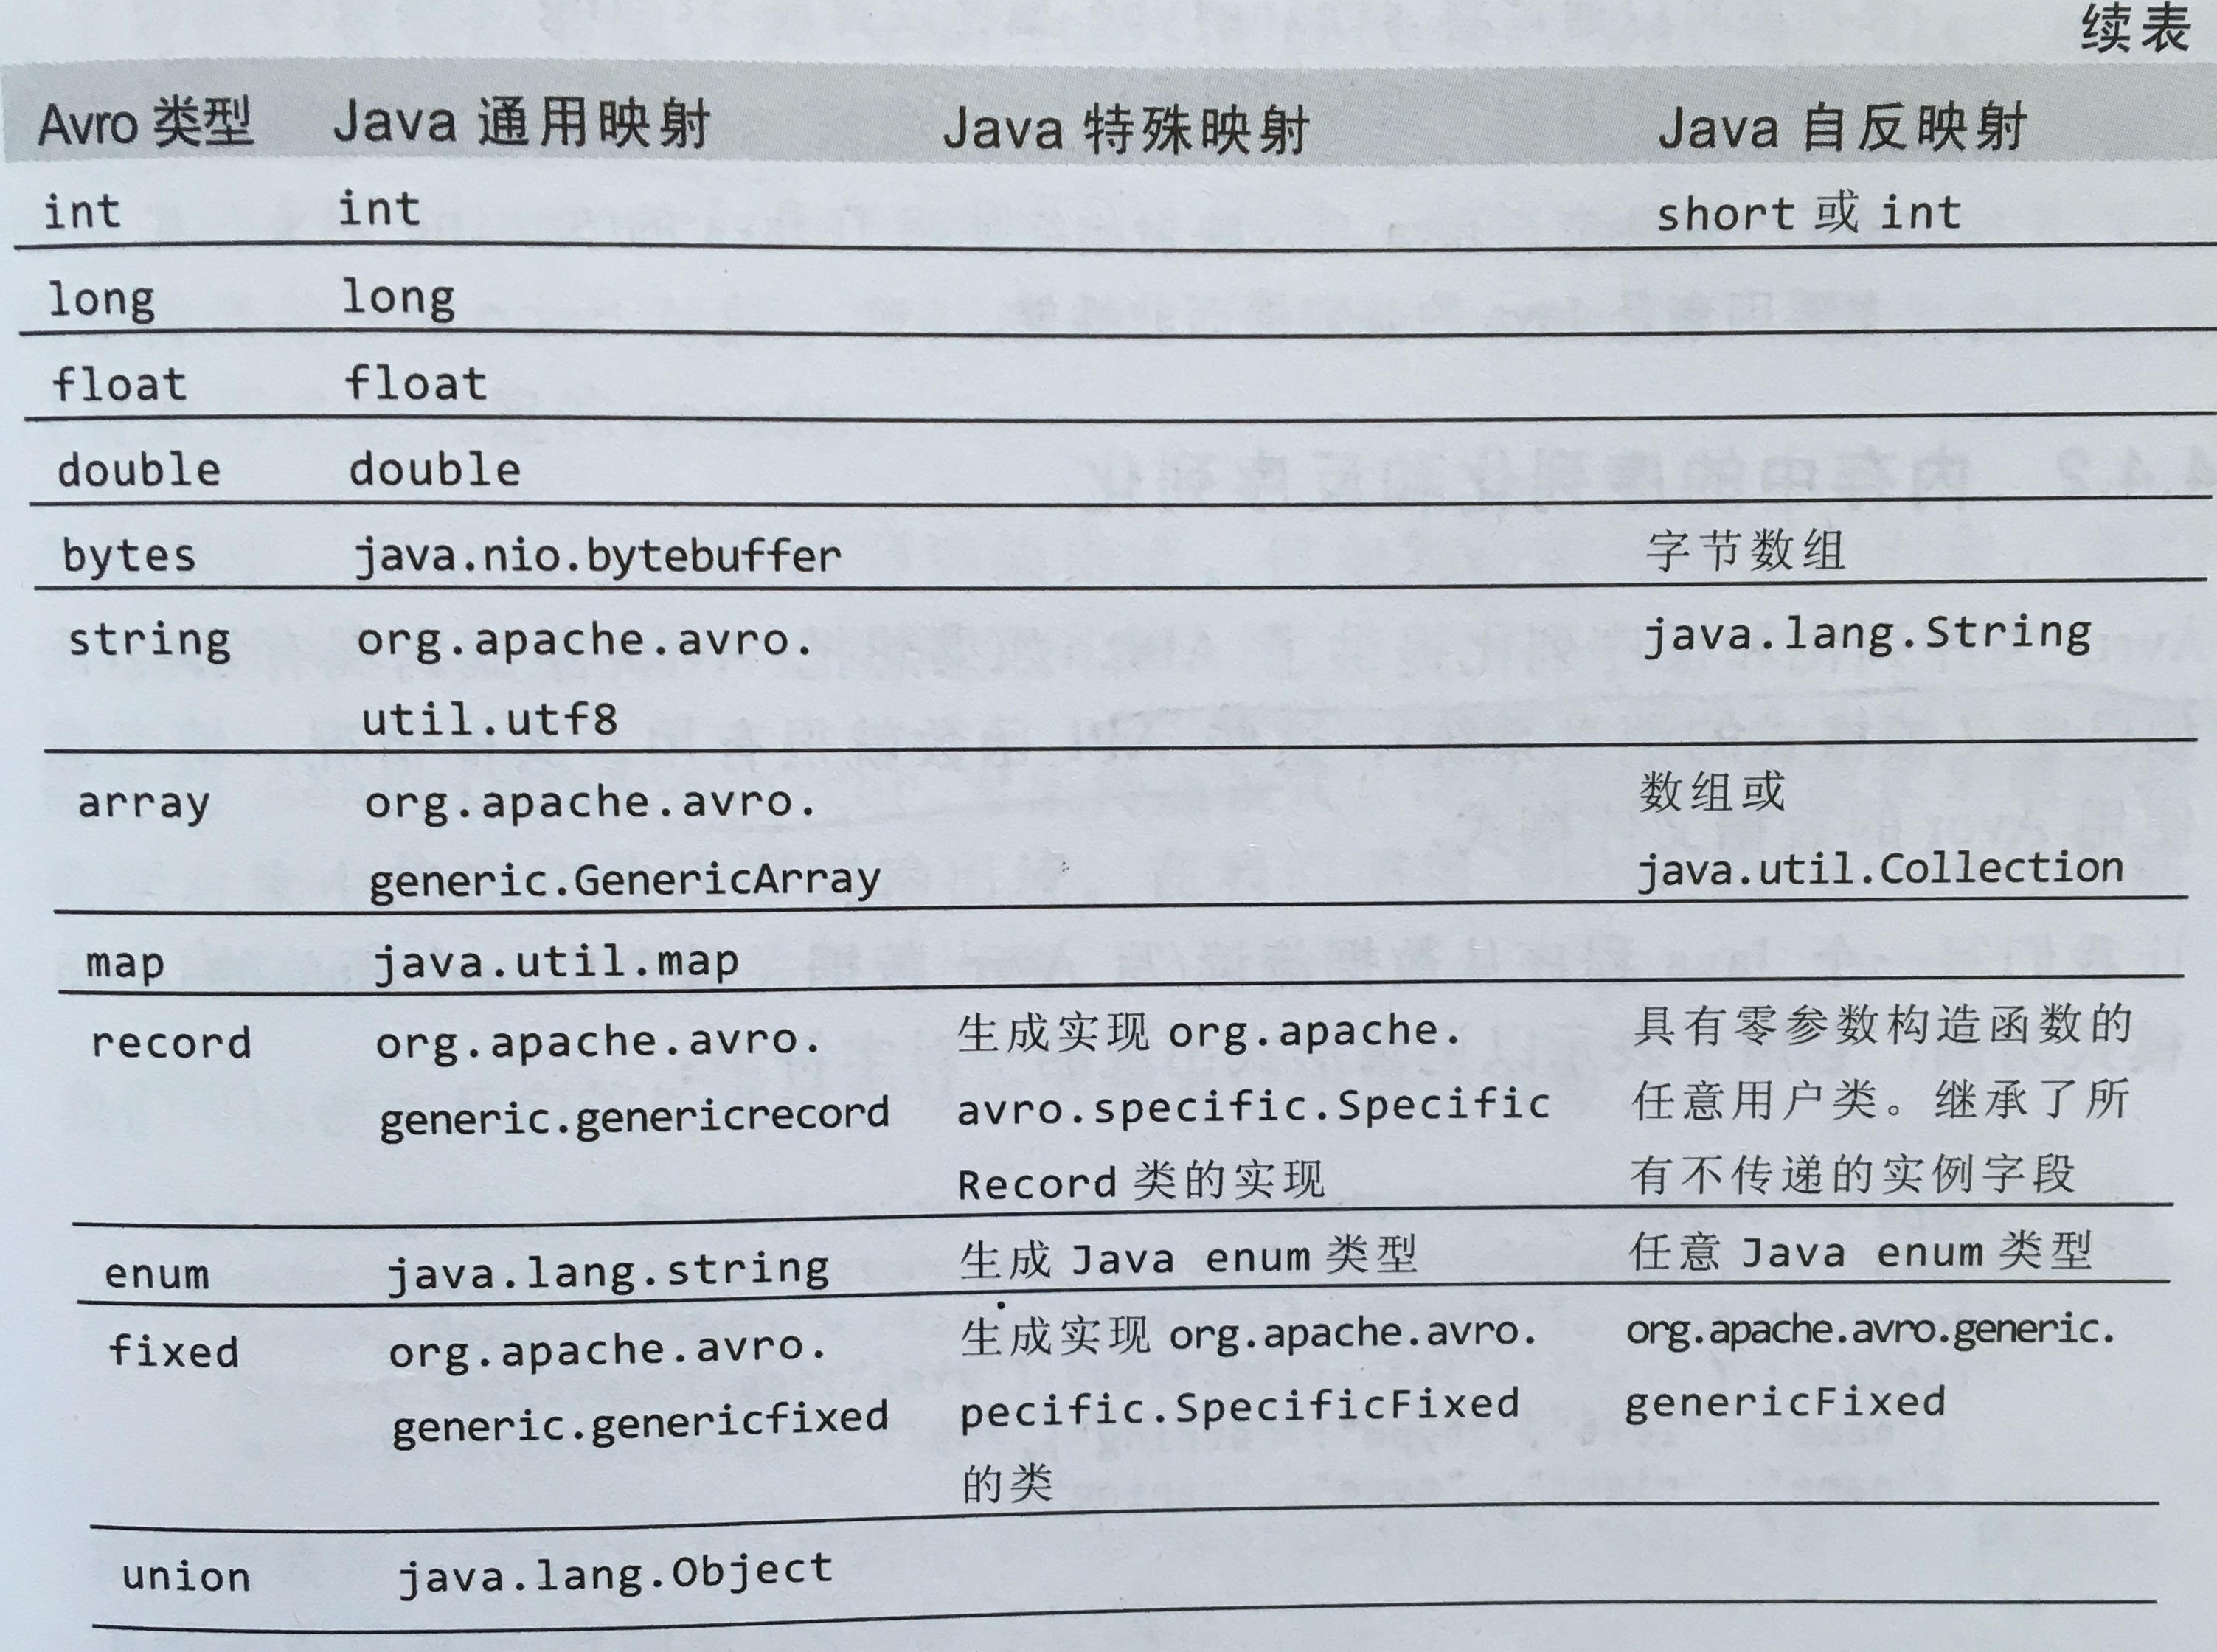 续表
Avro 类型 Java 通用映射 Java 特殊映射 Java 自反映射
int int short 或 int
long long
float float
double double
bytes java.nio.bytebuffer 字节数组
string org.apache.avro. java.lang.String
util.utf8
array org.apache.avro. 数组或
generic.GenericArray java.util.Collection
map java.util.map
record org.apache.avro. 生成实现 org.apache. 具有零参数构造函数的
generic.genericrecord avro.specific.Specific 任意用户类。继承了所
Record 类的实现 有不传递的实例字段
enum java.lang.string 生成 Java enum 类型 任意 Java enum 类型
fixed org.apache.avro. 生成实现 org.apache.avro. org.apache.avro.generic.
generic.genericfixed pecific.SpecificFixed genericFixed
的类
union java.lang.Object